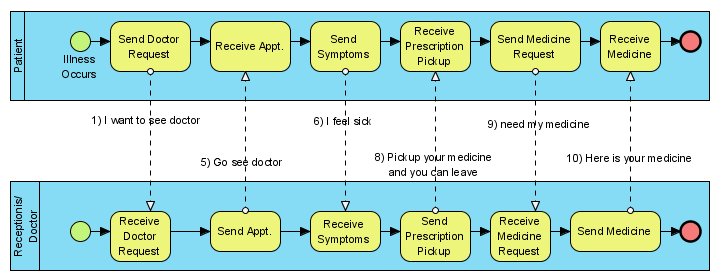 Patient
Illness
Occurs
Send Doctor
Request
Receive Appt.
Send
Symptoms
Receive
Prescription
Pickup
Send Medicine
Request
Receive
Medicine
1) I want to see doctor
5) Go see doctor
6) I feel sick
8) Pickup your medicine
and you can leave
9) need my medicine
10) Here is your medicine
Receptionis/
Doctor
Receive
Doctor
Request
Send Appt.
Receive
Symptoms
Send
Prescription
Pickup
Receive
Medicine
Request
Send Medicine